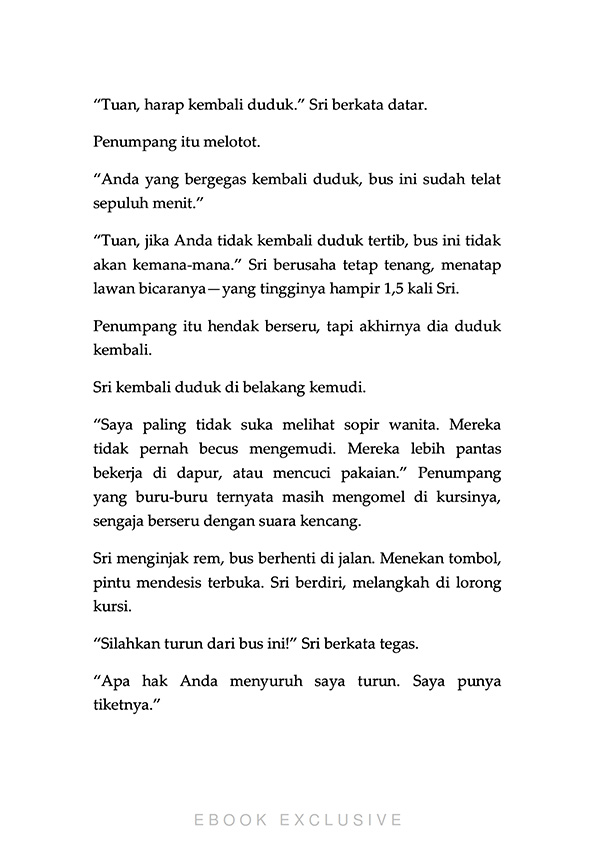 “Tuan, harap kembali duduk.” Sri berkata datar.
Penumpang itu melotot.
“Anda yang bergegas kembali duduk, bus ini sudah telat
sepuluh menit.”
“Tuan, jika Anda tidak kembali duduk tertib, bus ini tidak
akan kemana-mana.” Sri berusaha tetap tenang, menatap
lawan bicaranya—yang tingginya hampir 1,5 kali Sri.
Penumpang itu hendak berseru, tapi akhirnya dia duduk
kembali.
Sri kembali duduk di belakang kemudi.
“Saya paling tidak suka melihat sopir wanita. Mereka
tidak pernah becus mengemudi. Mereka lebih pantas
bekerja di dapur, atau mencuci pakaian.” Penumpang
yang buru-buru ternyata masih mengomel di kursinya,
sengaja berseru dengan suara kencang.
Sri menginjak rem, bus berhenti di jalan. Menekan tombol,
pintu mendesis terbuka. Sri berdiri, melangkah di lorong
kursi.
“Silahkan turun dari bus ini!” Sri berkata tegas.
“Apa hak Anda menyuruh saya turun. Saya punya
tiketnya.”
EBOOK EXCLUSIVE